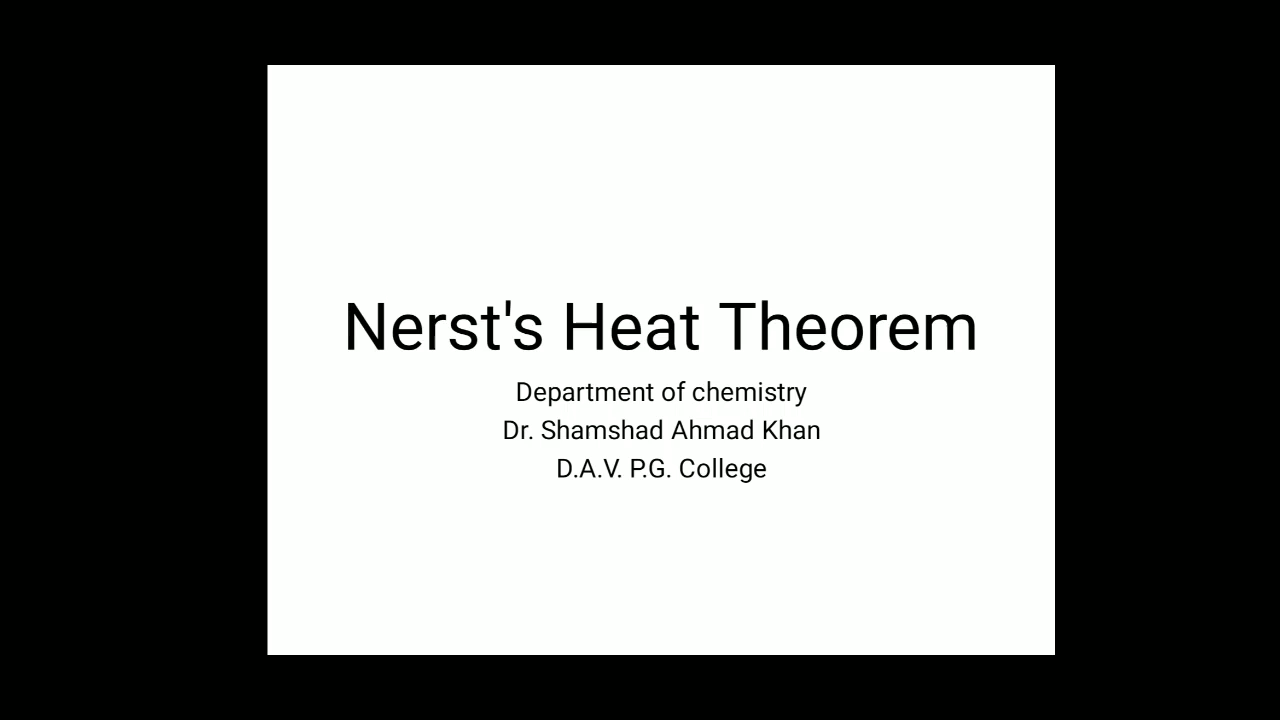 Nerst's Heat Theorem
Department of chemistry
Dr. Shamshad Ahmad Khan
D.A.V. P.G. College